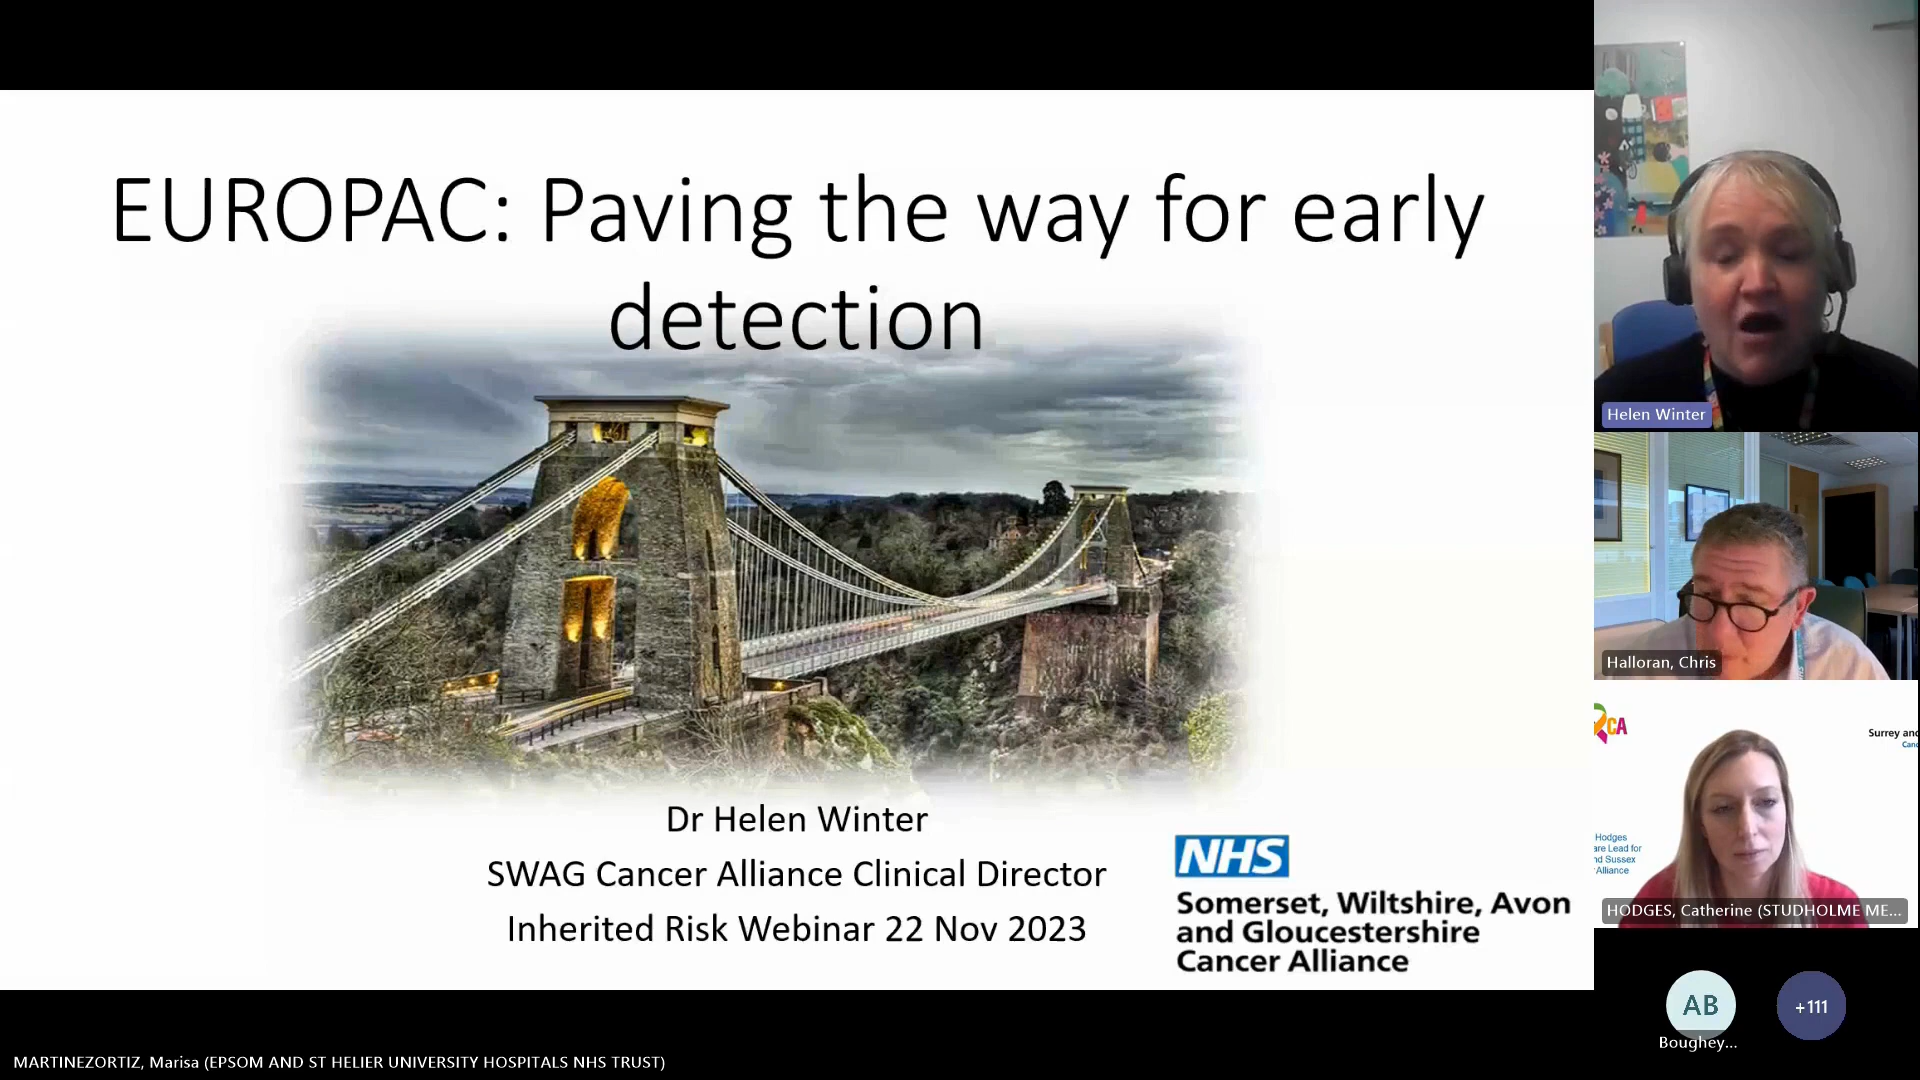 EUROPAC: Paving the way for early
detection
Dr Helen Winter
SWAG Cancer Alliance Clinical Director
Inherited Risk Webinar 22 Nov 2023
NHS
Somerset, Wiltshire, Avon
and Gloucestershire
Cancer Alliance
Helen Winter
Halloran, Chris
CA
Surrey and
Hodges
are Lead for
nd Sussex
Alliance
HODGES, Catherine (STUDHOLME ME...
AB
+111
Boughey...
MARTINEZORTIZ, Marisa (EPSOM AND ST HELIER UNIVERSITY HOSPITALS NHS TRUST)